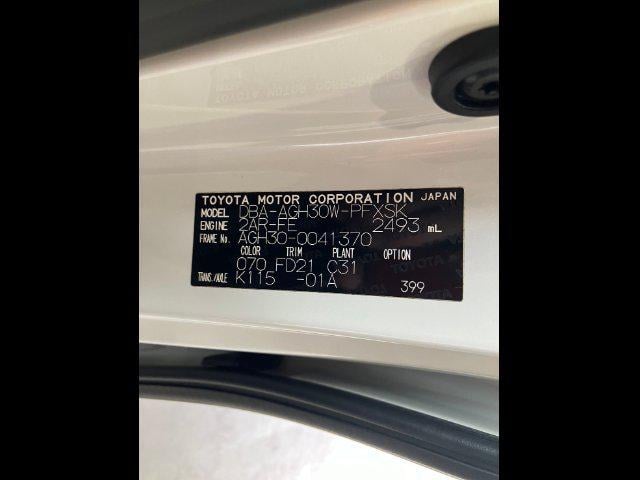 TOYOTA MOTOR CORPORATION JAPAN
MODEL DBA-AGH30W-PFXSK
ENGINE 2AR-FE 2493 mL
FRAME No. AGH30-0041370
COLOR TRIM PLANT OPTION
070 FD21 C31
TRANS./AXLE K115 -01A
399